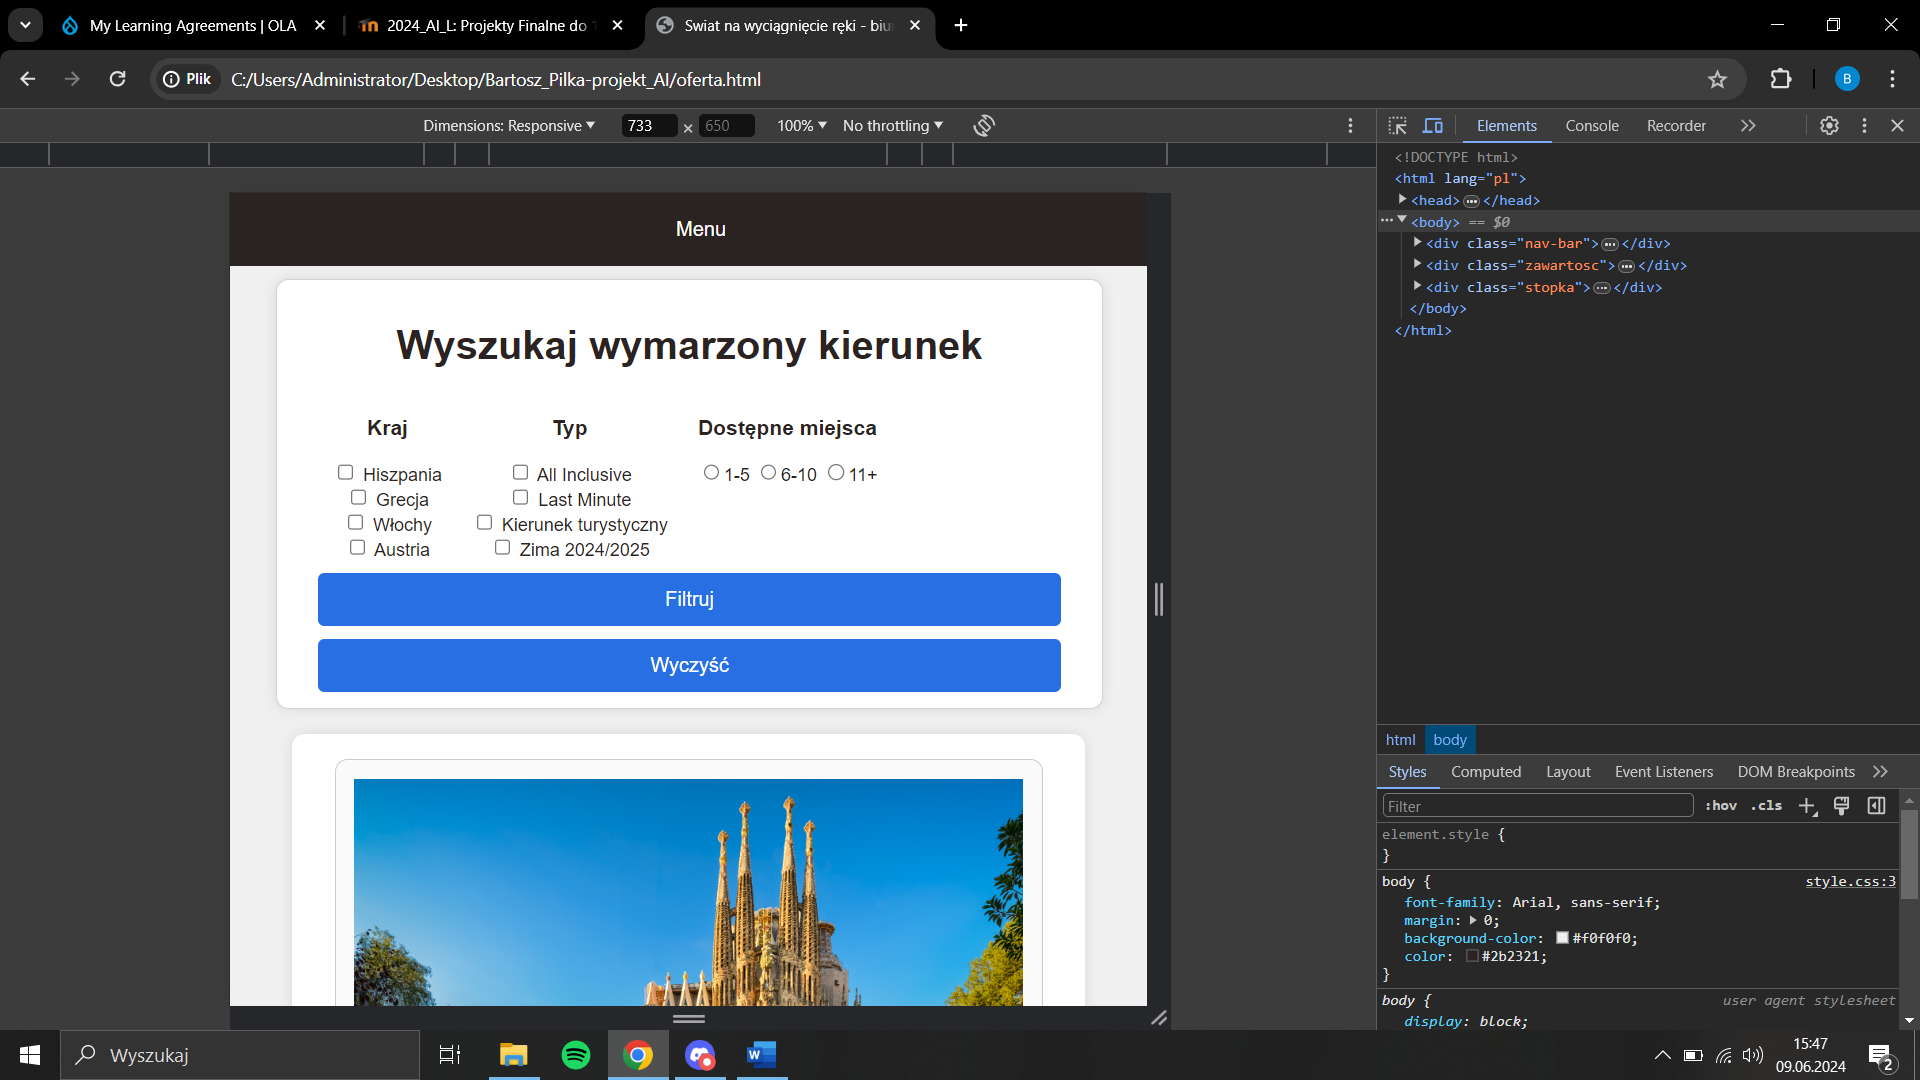 My Learning Agreements | OLA
2024_AI_L: Projekty Finalne do
Swiat na wyciągnięcie ręki - biu
Plik
C:/Users/Administrator/Desktop/Bartosz_Pilka-projekt_AI/oferta.html
B
Dimensions: Responsive
733 × 650
100%
No throttling
Elements
Console
Recorder
<!DOCTYPE html>
<html lang="pl">
<head> ... </head>
... <body> == $0
<div class="nav-bar"> ... </div>
<div class="zawartosc"> ... </div>
<div class="stopka"> ... </div>
</body>
</html>
Menu
Wyszukaj wymarzony kierunek
Kraj
Typ
Dostępne miejsca
Hiszpania
Grecja
Włochy
Austria
All Inclusive
Last Minute
Kierunek turystyczny
Zima 2024/2025
1-5 6-10 11+
Filtruj
Wyczyść
html body
Styles
Computed
Layout
Event Listeners
DOM Breakpoints
Filter
:hov .cls
element.style {
}
body { style.css:3
font-family: Arial, sans-serif;
margin: 0;
background-color: #f0f0f0;
color: #2b2321;
}
body { user agent stylesheet
display: block;
Wyszukaj
15:47
09.06.2024
2